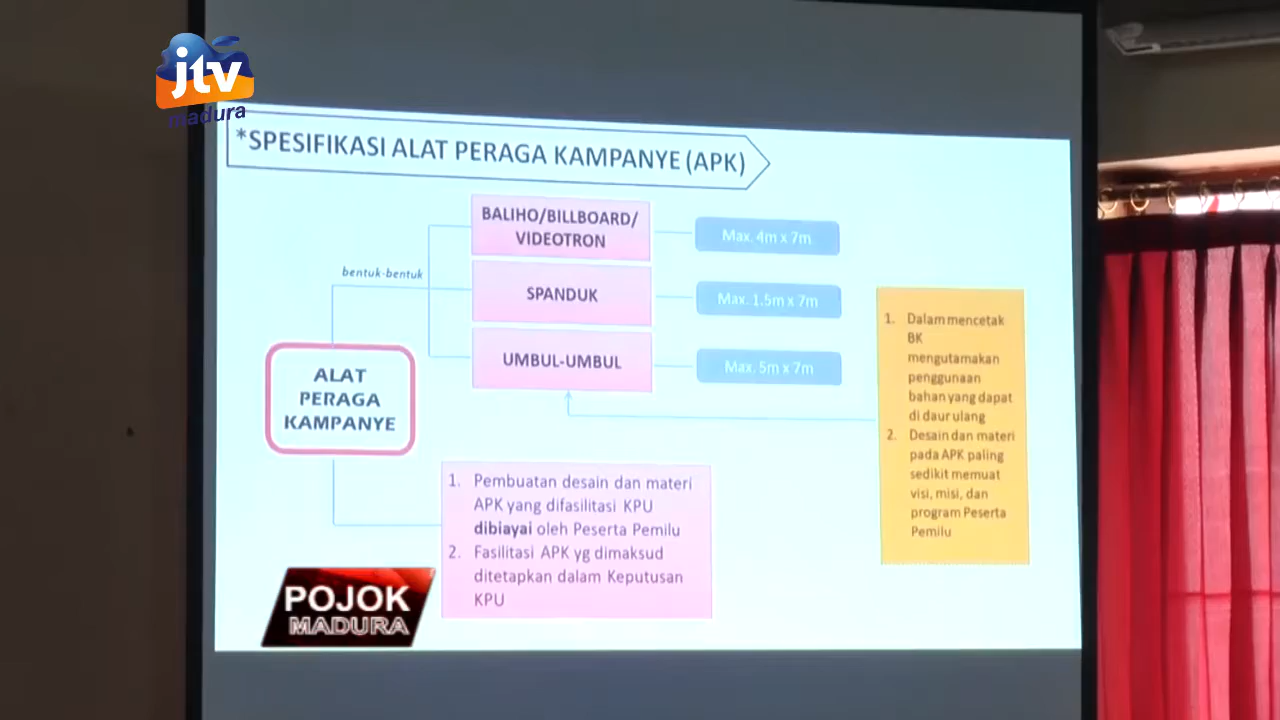 jtv
madura
*SPESIFIKASI ALAT PERAGA KAMPANYE (APK)
BALIHO/BILLBOARD/
VIDEOTRON
Max. 4m x 7m
bentuk-bentuk
SPANDUK
Max. 1.5m x 7m
UMBUL-UMBUL
Max. 5m x 7m
ALAT
PERAGA
KAMPANYE
1. Dalam mencetak
BK
mengutamakan
penggunaan
bahan yang dapat
di daur ulang
2. Desain dan materi
pada APK paling
sedikit memuat
visi, misi, dan
program Peserta
Pemilu
1. Pembuatan desain dan materi
APK yang difasilitasi KPU
dibiayai oleh Peserta Pemilu
2. Fasilitasi APK yg dimaksud
ditetapkan dalam Keputusan
KPU
POJOK
MADURA